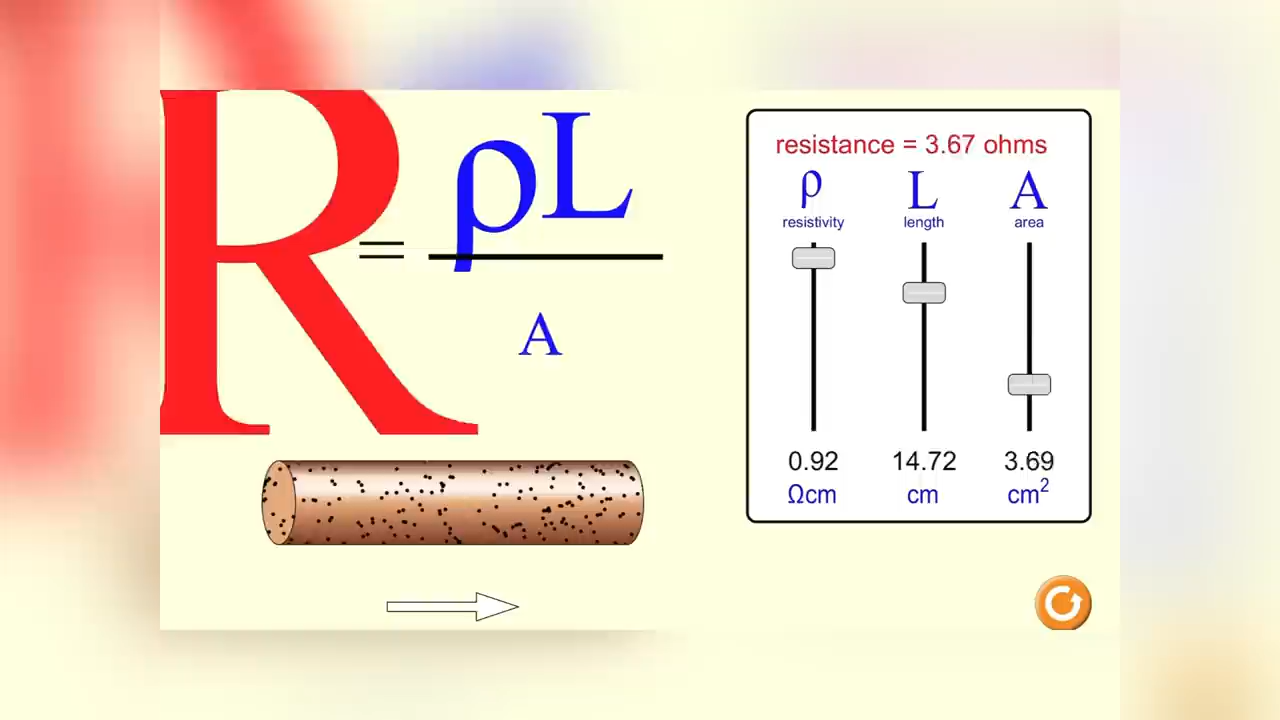 R = ρL
A
resistance = 3.67 ohms
ρ L A
resistivity length area
0.92 14.72 3.69
Ωcm cm cm²